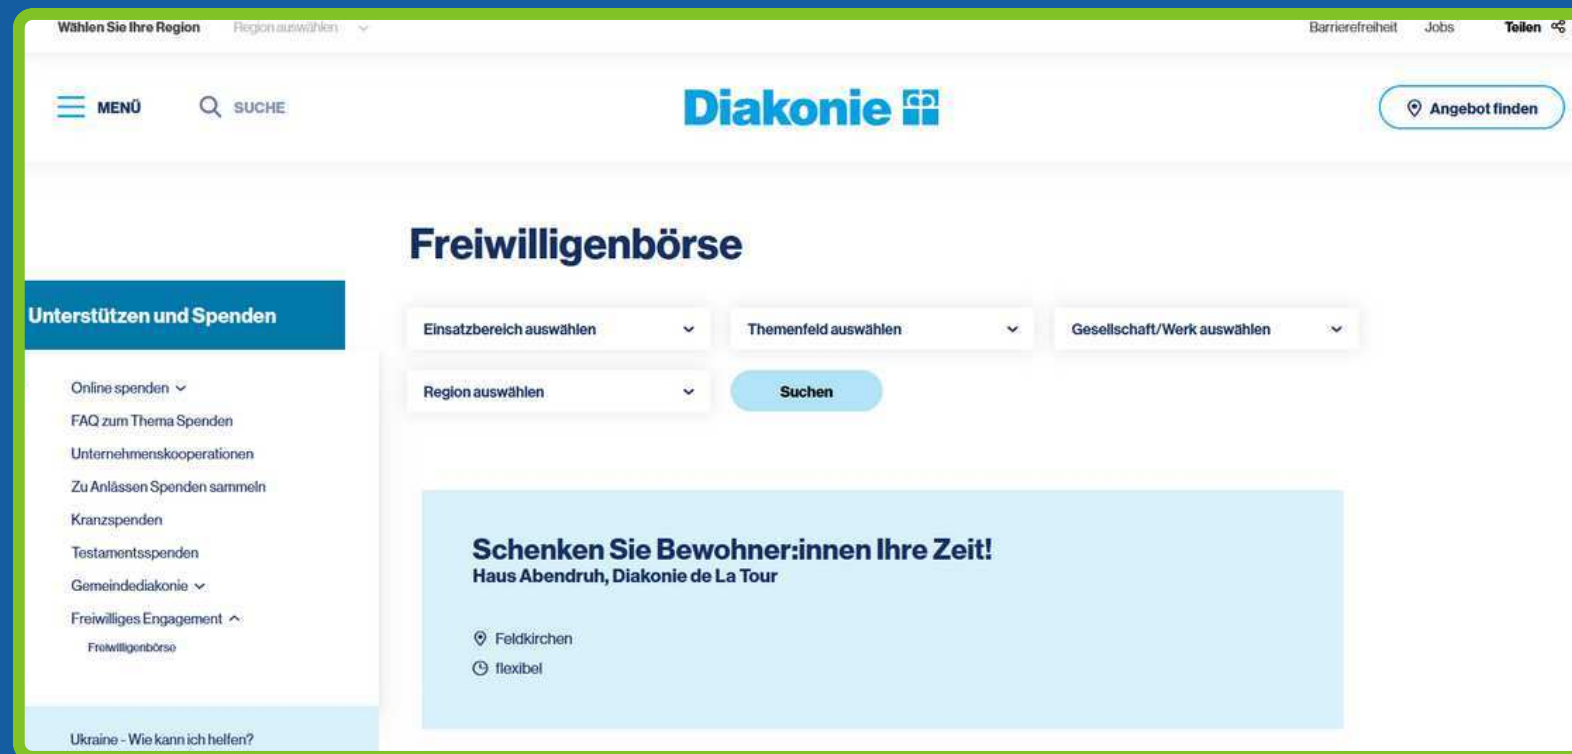 Wählen Sie Ihre Region Region auswählen Barrierefreiheit Jobs Teilen
MENÜ SUCHE Diakonie Angebot finden
Freiwilligenbörse
Unterstützen und Spenden
Einsatzbereich auswählen Themenfeld auswählen Gesellschaft/Werk auswählen
Region auswählen Suchen
Online spenden
FAQ zum Thema Spenden
Unternehmenskooperationen
Zu Anlässen Spenden sammeln
Kranzspenden
Testamentsspenden
Gemeindediakonie
Freiwilliges Engagement
Freiwilligenbörse
Ukraine - Wie kann ich helfen?
Schenken Sie Bewohner:innen Ihre Zeit!
Haus Abendruh, Diakonie de La Tour
Feldkirchen
flexibel